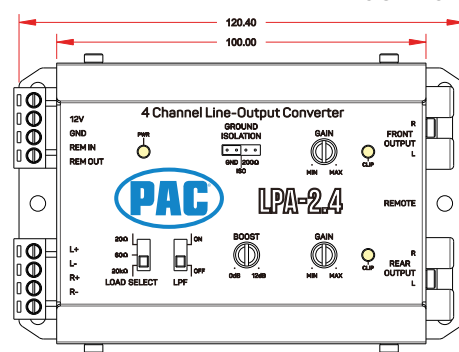 120.40
100.00
4 Channel Line-Output Converter
12V
GND
REM IN
REM OUT
PWR
GROUND
ISOLATION
GND 200Ω
ISO
GAIN
MIN MAX
CLIP
R
FRONT
OUTPUT
L
PAC
LPA-2.4
REMOTE
L+
L-
R+
R-
20Ω
60Ω
20kΩ
LOAD SELECT
ON
OFF
LPF
BOOST
0dB 12dB
GAIN
MIN MAX
CLIP
R
REAR
OUTPUT
L